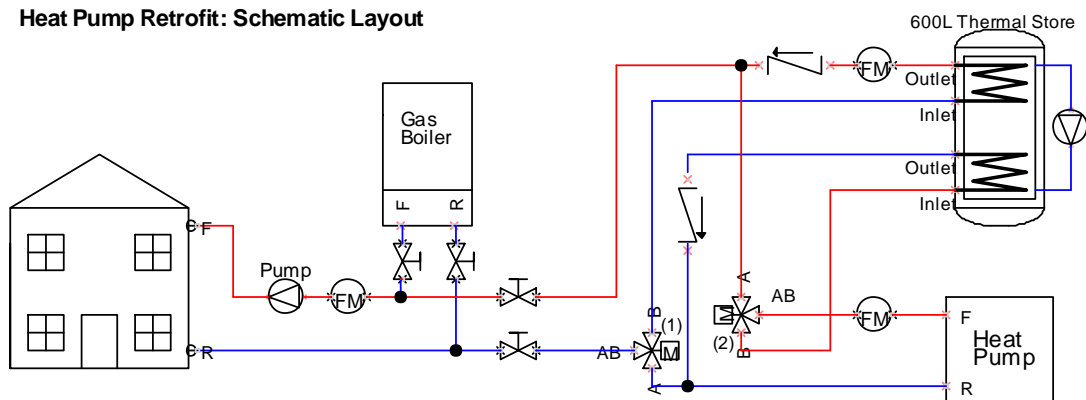 Heat Pump Retrofit: Schematic Layout
600L Thermal Store
FM
Outlet
Inlet
Gas
Boiler
Outlet
Inlet
F
R
F
Pump
FM
A
AB
M
(2)
B
FM
F
Heat
Pump
R
B
(1)
AB
M
A
R